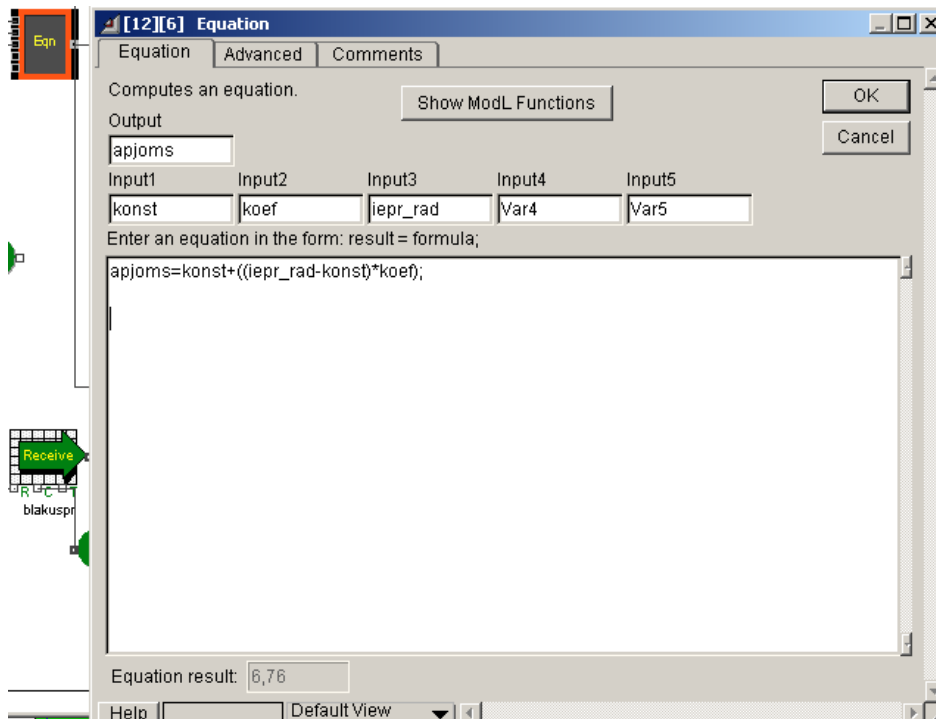 [12][6] Equation
Eqn
Equation Advanced Comments
Computes an equation.
Show ModL Functions
OK
Output
Cancel
apjoms
Input1 Input2 Input3 Input4 Input5
konst koef iepr_rad Var4 Var5
Enter an equation in the form: result = formula;
apjoms=konst+((iepr_rad-konst)*koef);
Receive
R C T
blakuspr
Equation result: 6,76
Help Default View